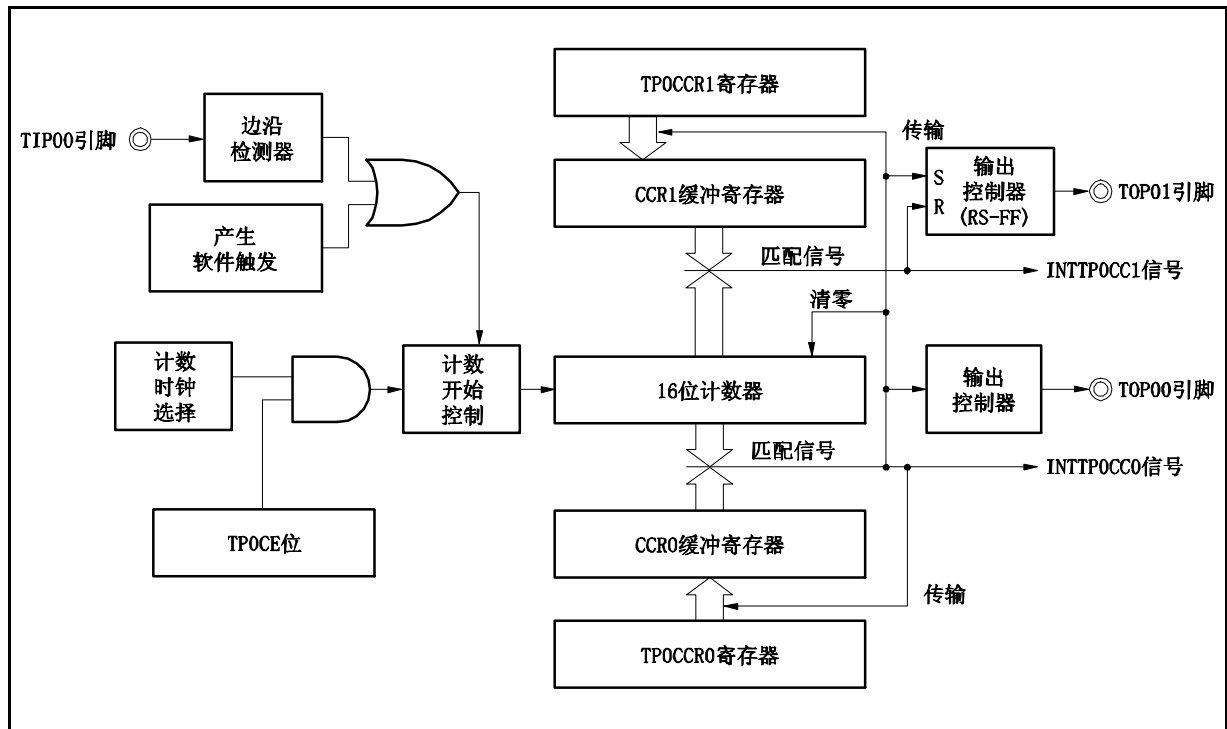 TP0CCR1寄存器
TIP00引脚
边沿
检测器
传输
CCR1缓冲寄存器
S
R
输出
控制器
(RS-FF)
TOP01引脚
产生
软件触发
匹配信号
INTTP0CC1信号
清零
计数
时钟
选择
计数
开始
控制
16位计数器
输出
控制器
TOP00引脚
匹配信号
INTTP0CC0信号
TP0CE位
CCR0缓冲寄存器
传输
TP0CCR0寄存器